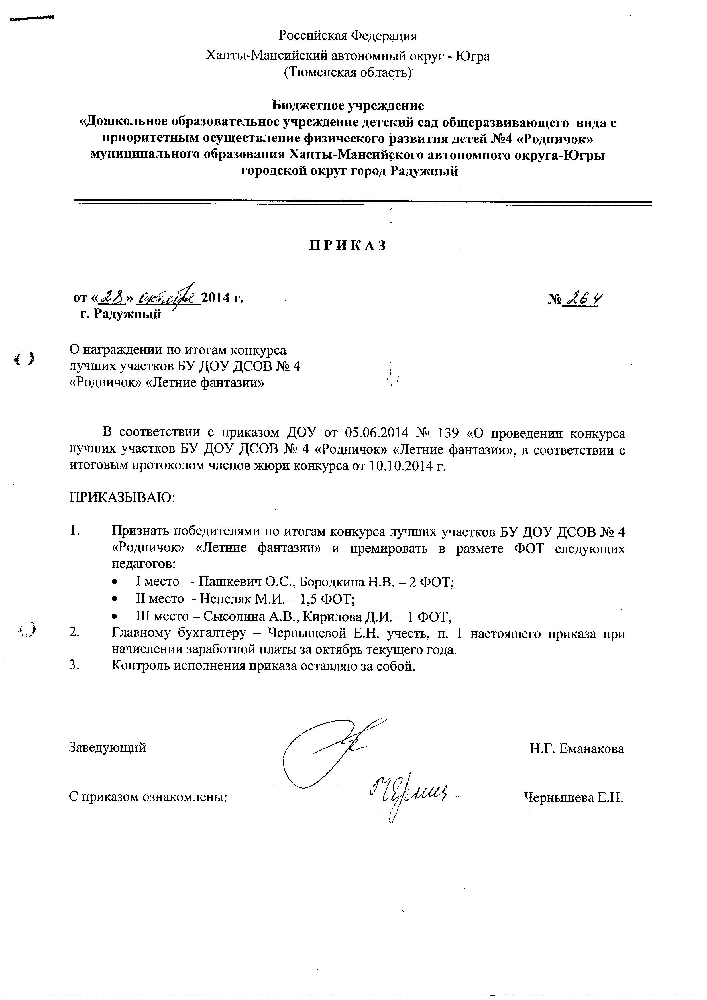 Российская Федерация
Ханты-Мансийский автономный округ - Югра
(Тюменская область)
Бюджетное учреждение
«Дошкольное образовательное учреждение детский сад общеразвивающего вида с
приоритетным осуществление физического развития детей №4 «Родничок»
муниципального образования Ханты-Мансийского автономного округа-Югры
городской округ город Радужный
П Р И К А З
от «28» октября 2014 г. № 264
г. Радужный
О награждении по итогам конкурса
лучших участков БУ ДОУ ДСОВ № 4
«Родничок» «Летние фантазии»
В соответствии с приказом ДОУ от 05.06.2014 № 139 «О проведении конкурса
лучших участков БУ ДОУ ДСОВ № 4 «Родничок» «Летние фантазии», в соответствии с
итоговым протоколом членов жюри конкурса от 10.10.2014 г.
ПРИКАЗЫВАЮ:
1. Признать победителями по итогам конкурса лучших участков БУ ДОУ ДСОВ № 4
«Родничок» «Летние фантазии» и премировать в размете ФОТ следующих
педагогов:
• I место - Пашкевич О.С., Бородкина Н.В. – 2 ФОТ;
• II место - Непеляк М.И. – 1,5 ФОТ;
• III место – Сысолина А.В., Кирилова Д.И. – 1 ФОТ,
2. Главному бухгалтеру – Чернышевой Е.Н. учесть, п. 1 настоящего приказа при
начислении заработной платы за октябрь текущего года.
3. Контроль исполнения приказа оставляю за собой.
Заведующий Н.Г. Еманакова
С приказом ознакомлены: Чернышева Е.Н.